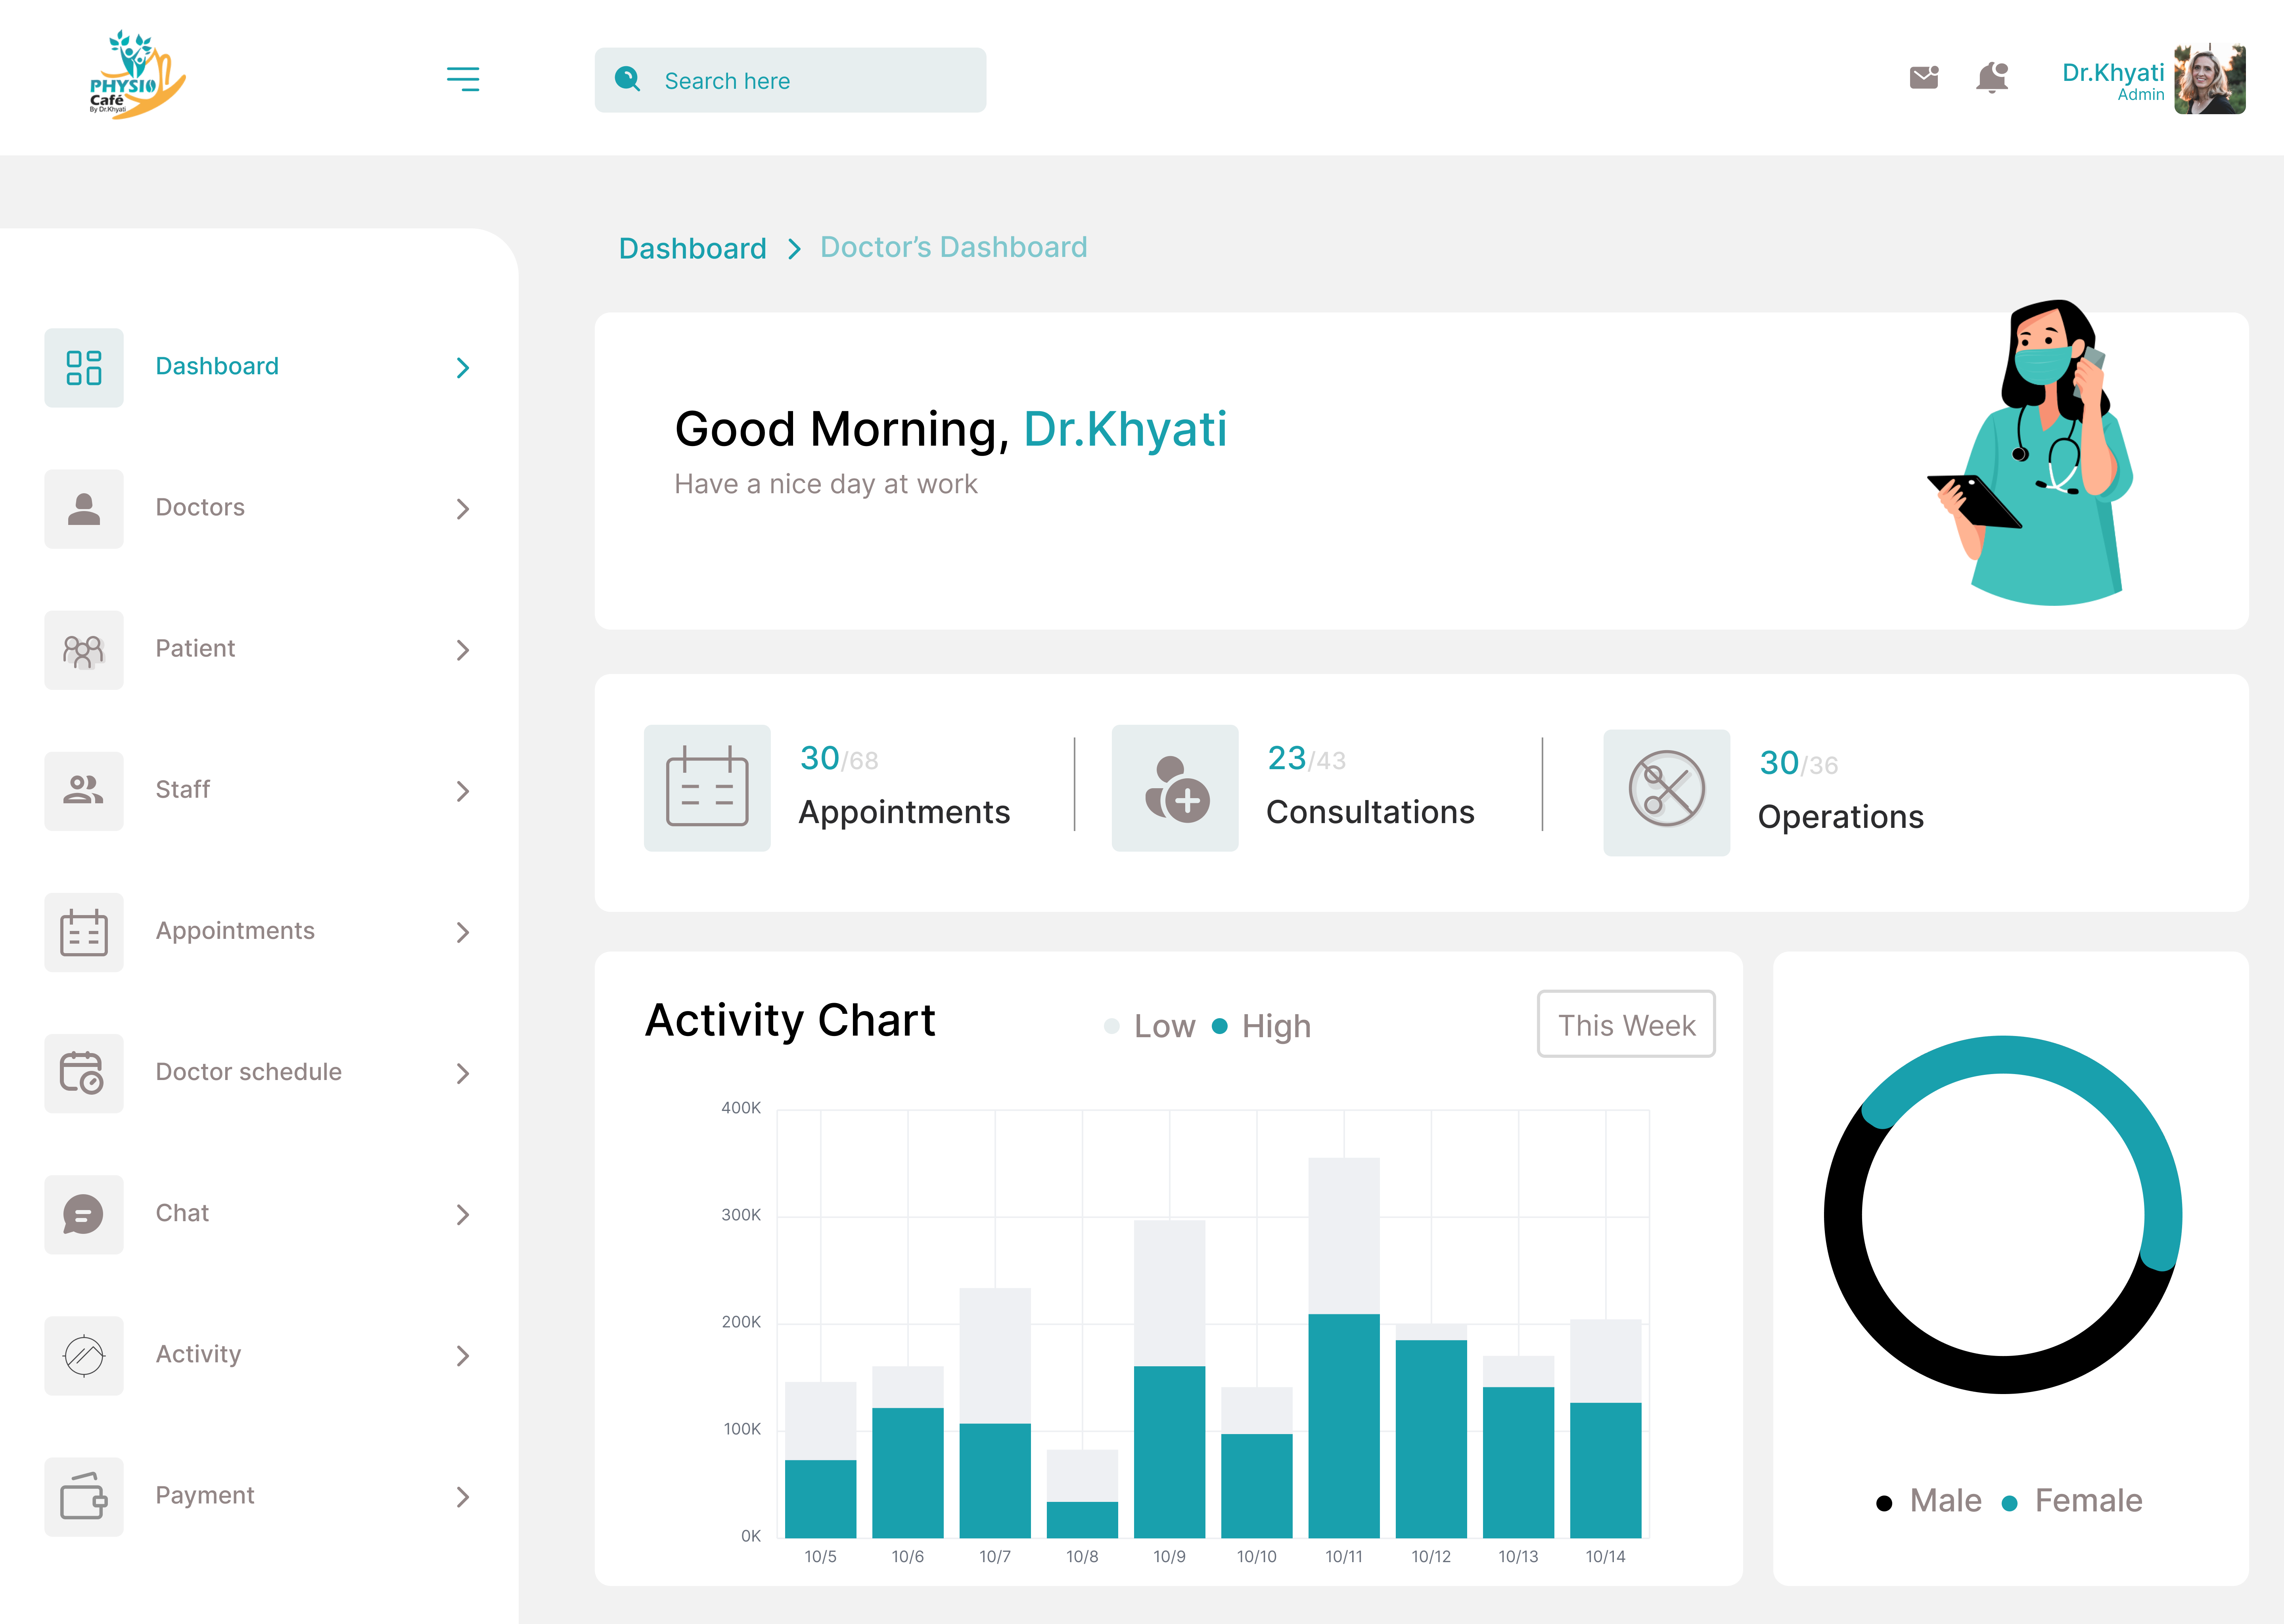 PHYSIO
Café
By Dr.Khyati
Search here
Dr.Khyati
Admin
Dashboard
Doctor’s Dashboard
Dashboard
Doctors
Patient
Staff
Appointments
Doctor schedule
Chat
Activity
Payment
Good Morning, Dr.Khyati
Have a nice day at work
30/68
Appointments
23/43
Consultations
30/36
Operations
Activity Chart
Low
High
This Week
400K
300K
200K
100K
0K
10/5
10/6
10/7
10/8
10/9
10/10
10/11
10/12
10/13
10/14
Male
Female